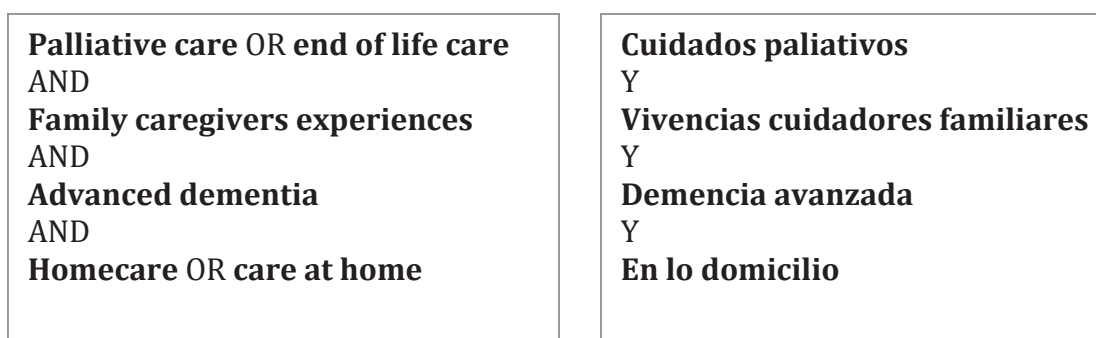 Palliative care OR end of life care
AND
Family caregivers experiences
AND
Advanced dementia
AND
Homecare OR care at home
Cuidados paliativos
Y
Vivencias cuidadores familiares
Y
Demencia avanzada
Y
En lo domicilio